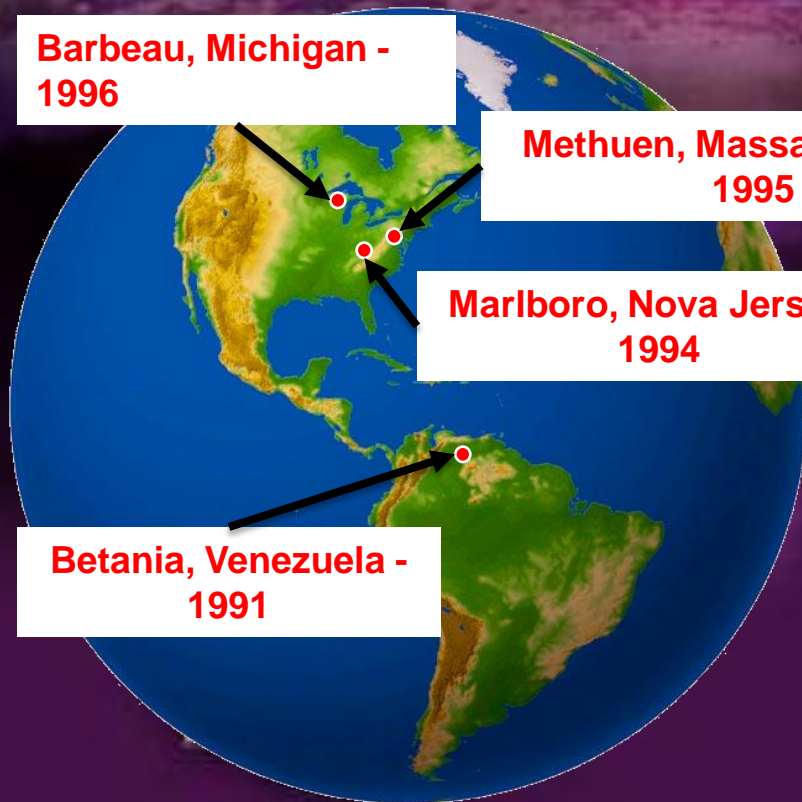 Barbeau, Michigan -
1996
Methuen, Massa
1995
Marlboro, Nova Jers
1994
Betania, Venezuela -
1991